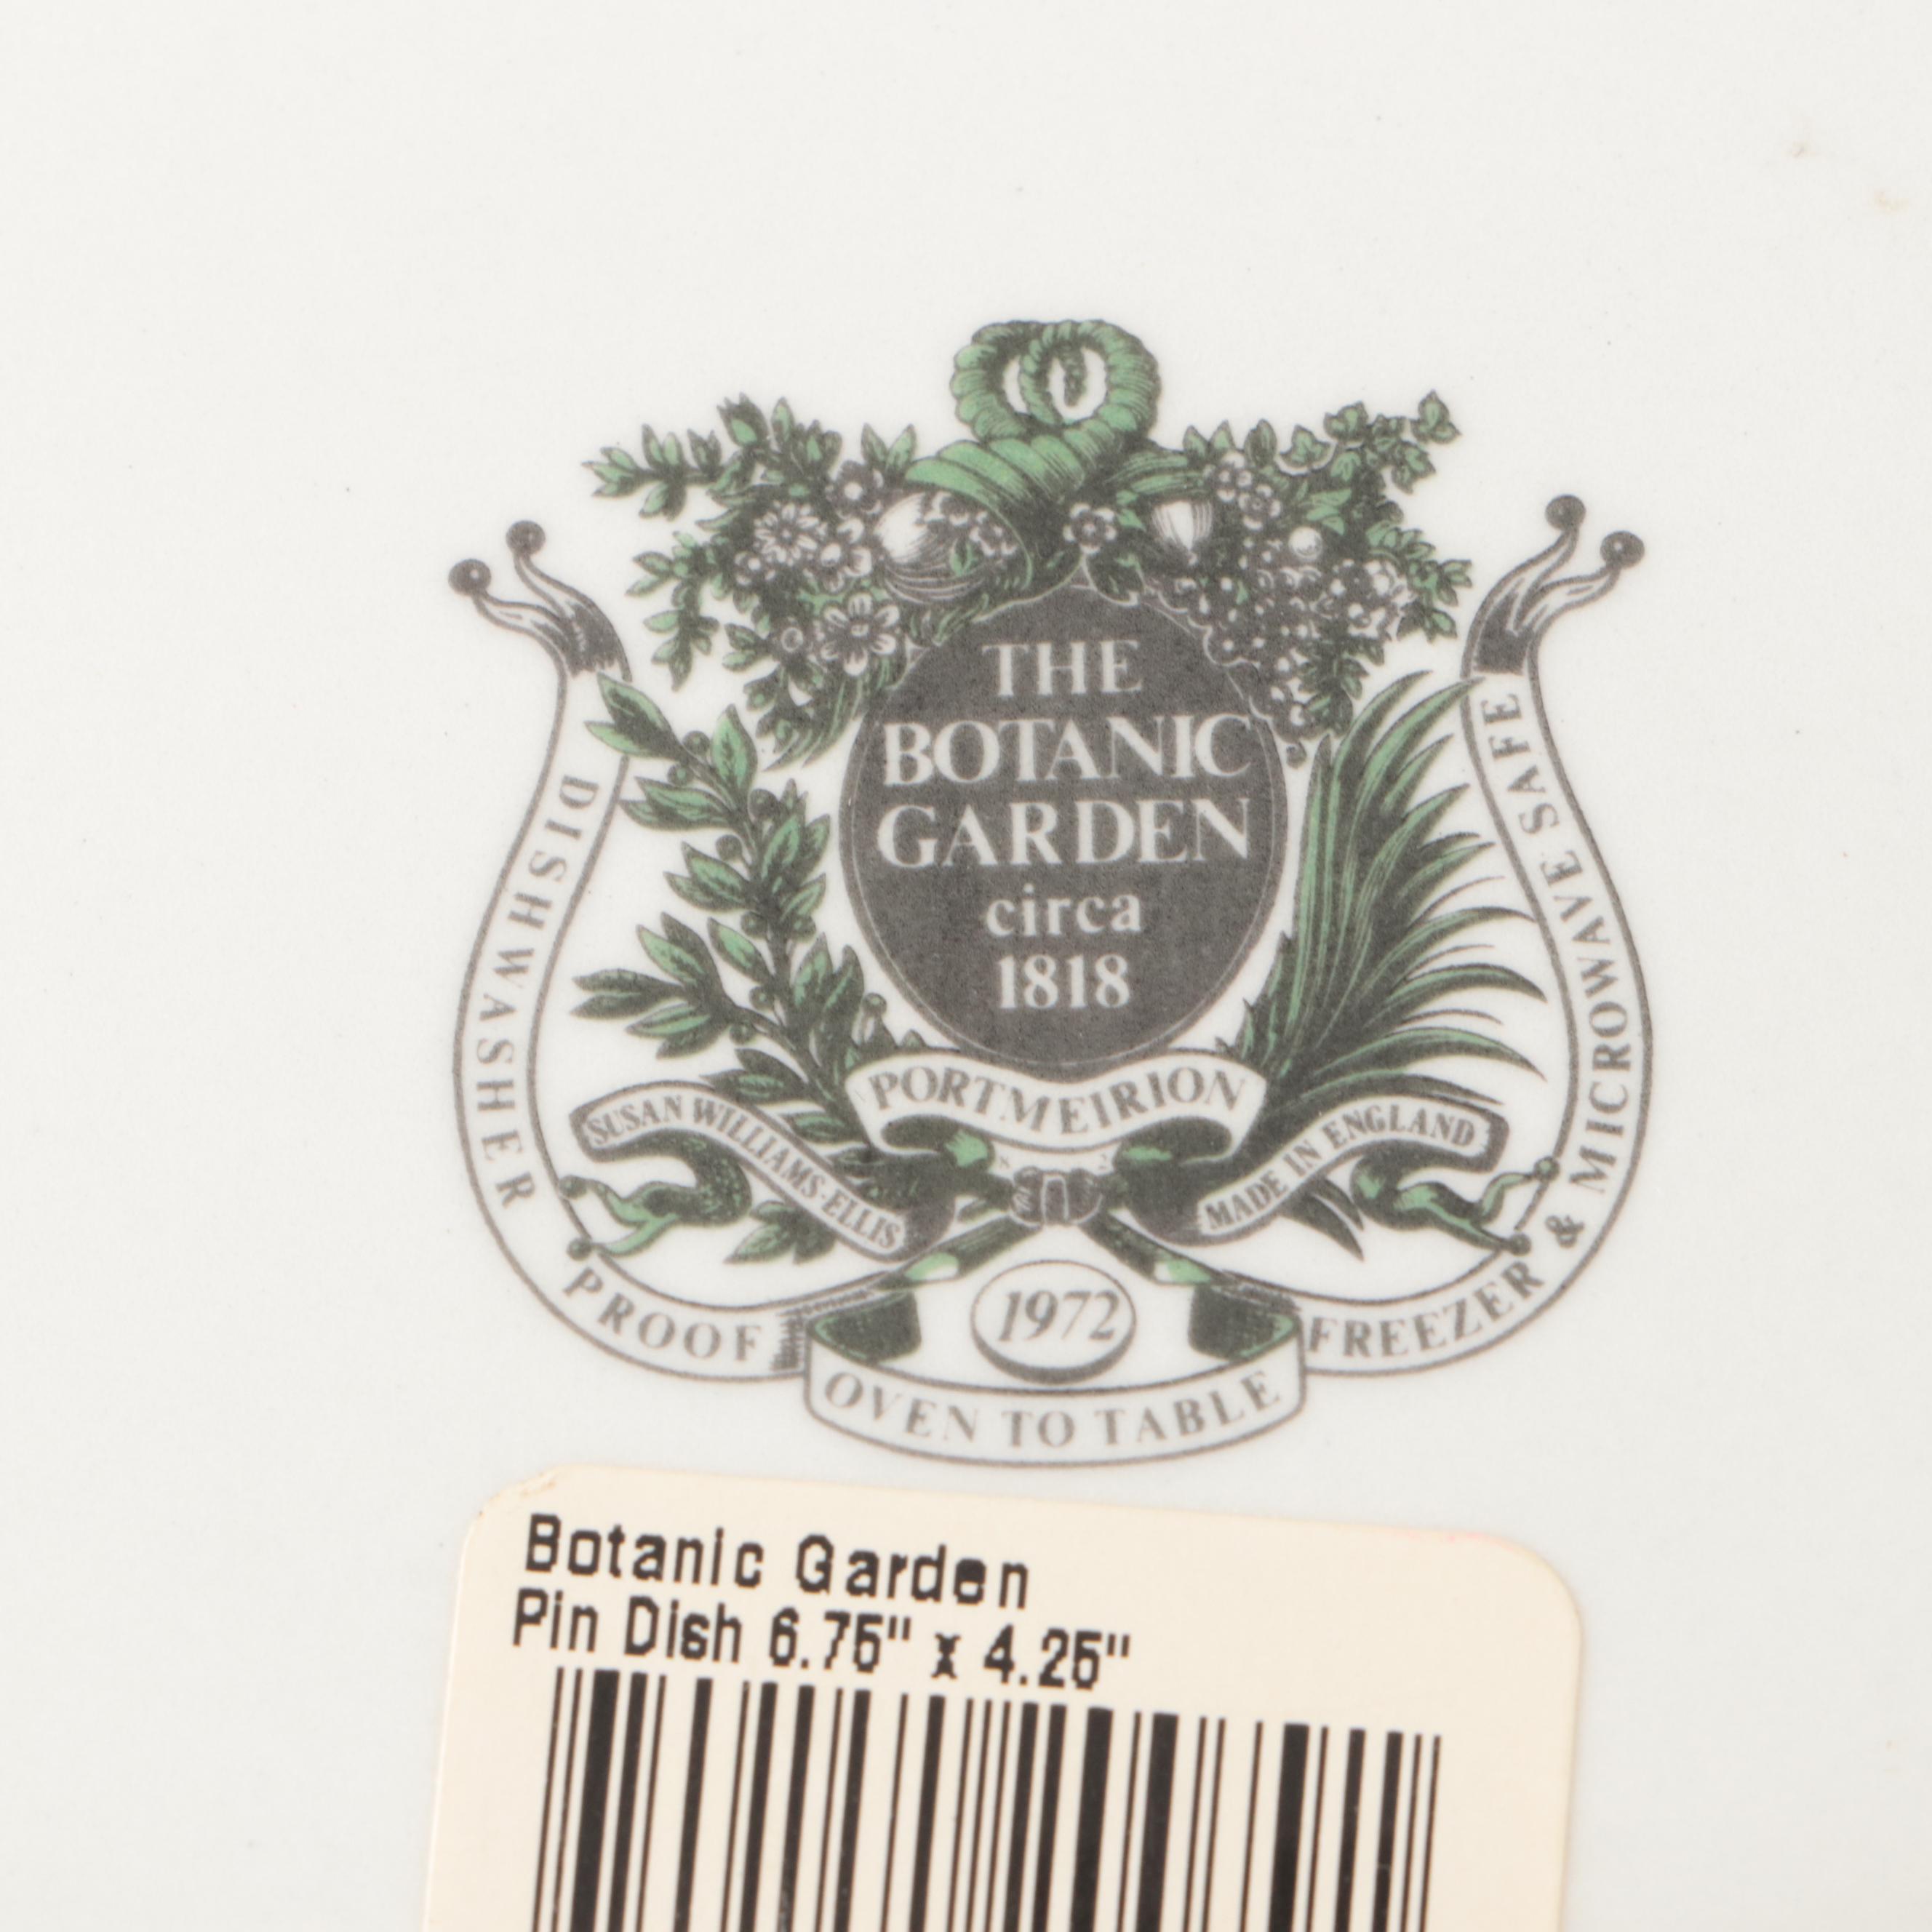 THE
BOTANIC
GARDEN
circa
1818
PORTMEIRION
SUSAN WILLIAMS-ELLIS
MADE IN ENGLAND
1972
DISHWASHER PROOF
OVEN TO TABLE
FREEZER & MICROWAVE SAFE
Botanic Garden
Pin Dish 6.75" x 4.25"